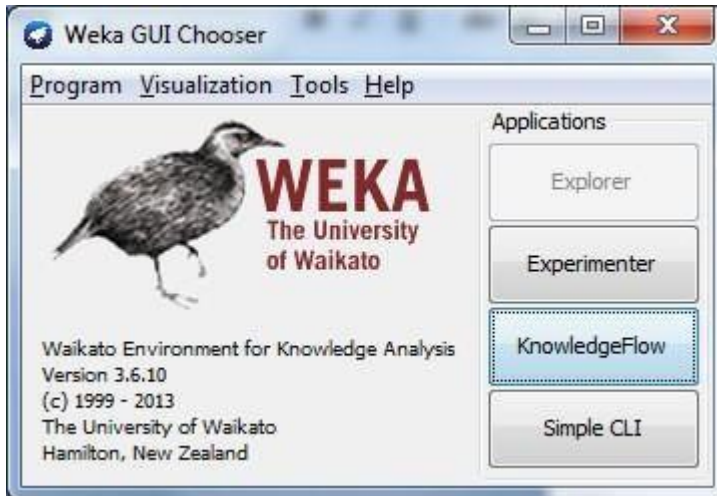 Weka GUI Chooser
Program Visualization Tools Help
Applications
Explorer
Experimenter
KnowledgeFlow
Simple CLI
WEKA
The University
of Waikato
Waikato Environment for Knowledge Analysis
Version 3.6.10
(c) 1999 - 2013
The University of Waikato
Hamilton, New Zealand